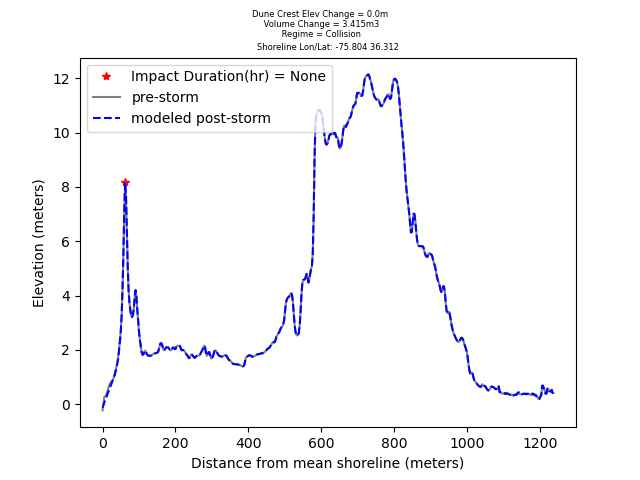 Dune Crest Elev Change = 0.0m
Volume Change = 3.415m3
Regime = Collision
Shoreline Lon/Lat: -75.804 36.312
Impact Duration(hr) = None
pre-storm
modeled post-storm
Elevation (meters)
12
10
8
6
4
2
0
0 200 400 600 800 1000 1200
Distance from mean shoreline (meters)